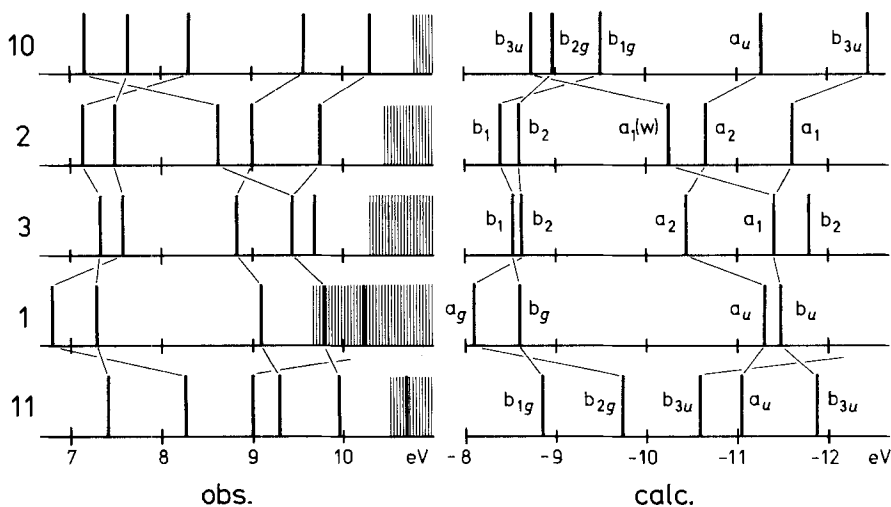 10 b3u b2g b1g au b3u
2 b1 b2 a1(w) a2 a1
3 b1 b2 a2 a1 b2
1 ag bg au bu
11 b1g b2g b3u au b3u
7 8 9 10 eV -8 -9 -10 -11 -12 eV
obs. calc.